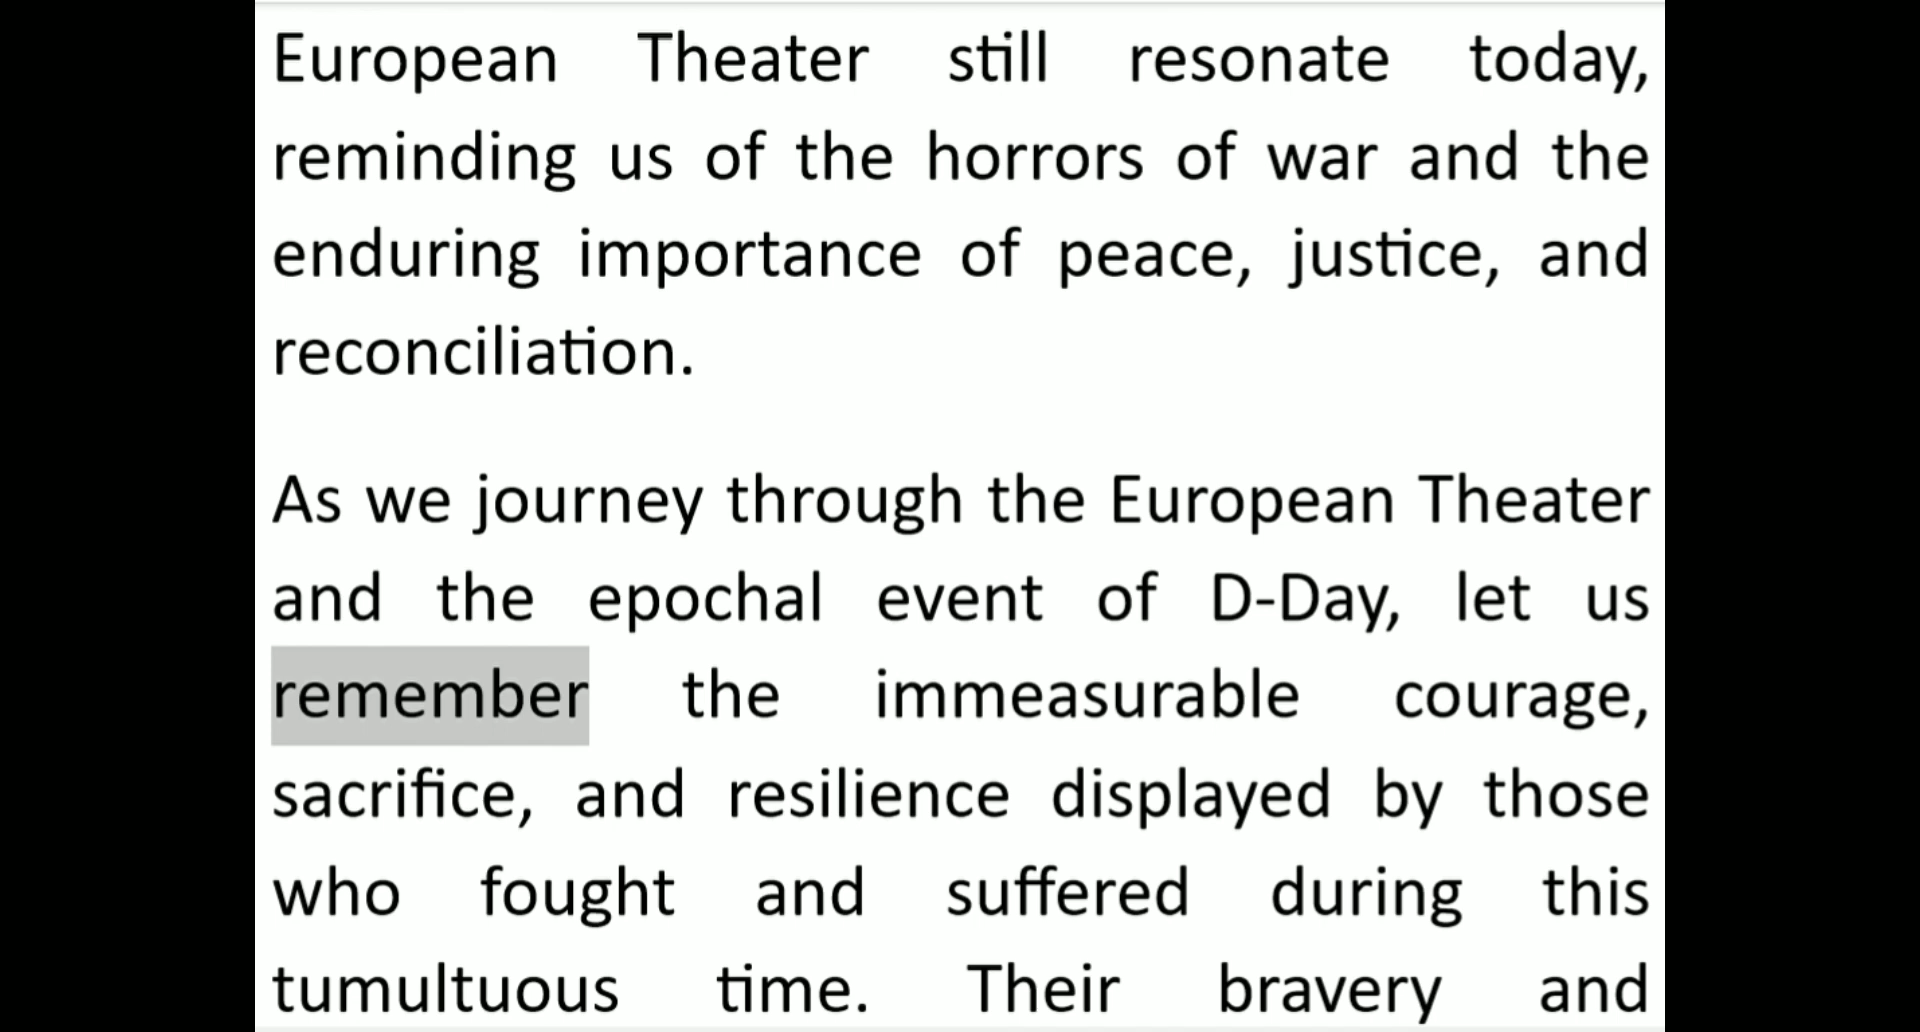 European Theater still resonate today,
reminding us of the horrors of war and the
enduring importance of peace, justice, and
reconciliation.
As we journey through the European Theater
and the epochal event of D-Day, let us
remember the immeasurable courage,
sacrifice, and resilience displayed by those
who fought and suffered during this
tumultuous time. Their bravery and